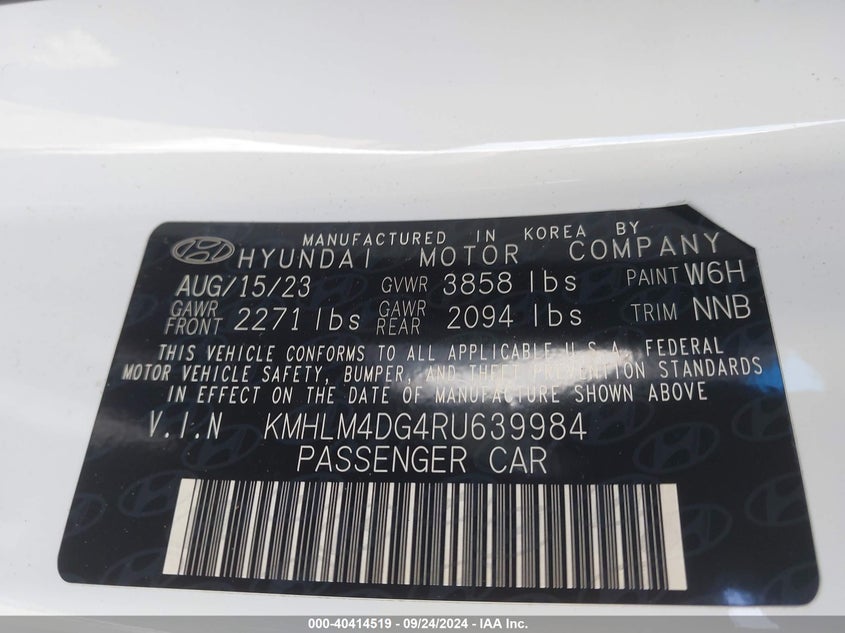 MANUFACTURED IN KOREA BY
HYUNDAI MOTOR COMPANY
AUG/15/23 GVWR 3858 lbs PAINT W6H
GAWR FRONT 2271 lbs GAWR REAR 2094 lbs TRIM NNB
THIS VEHICLE CONFORMS TO ALL APPLICABLE U.S.A. FEDERAL
MOTOR VEHICLE SAFETY, BUMPER, AND THEFT PREVENTION STANDARDS
IN EFFECT ON THE DATE OF MANUFACTURE SHOWN ABOVE
V.I.N KMHLM4DG4RU639984
PASSENGER CAR
000-40414519 - 09/24/2024 - IAA Inc.